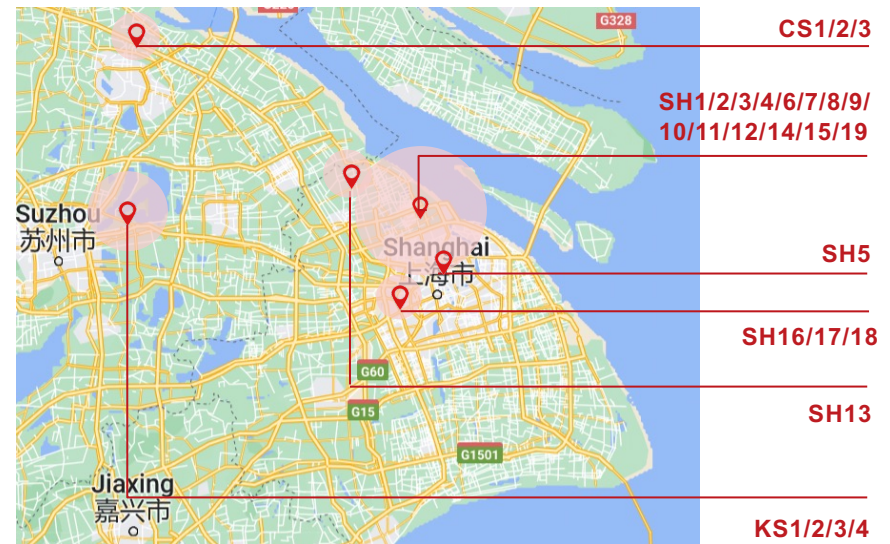 G328
CS1/2/3
SH1/2/3/4/6/7/8/9/
10/11/12/14/15/19
Suzhou
苏州市
Shanghai
上海市
SH5
SH16/17/18
G60
SH13
G15
G1501
Jiaxing
嘉兴市
KS1/2/3/4